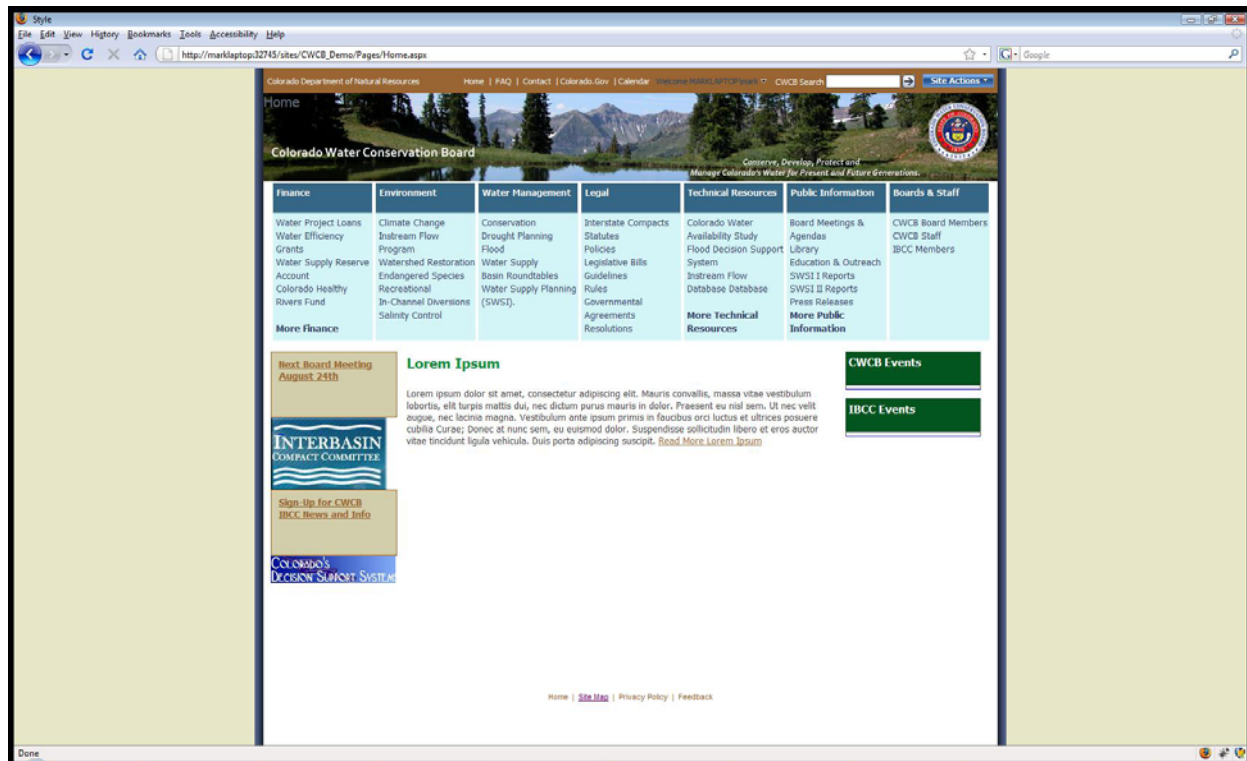 Style
File Edit View History Bookmarks Tools Accessibility Help
http://marklaptop:32745/sites/CWCB_Demo/Pages/Home.aspx
Google
Colorado Department of Natural Resources
Home | FAQ | Contact | Colorado.Gov | Calendar Welcome MARKLAPTOP\mark
CWCB Search
Site Actions
Home
Colorado Water Conservation Board
Conserve, Develop, Protect and
Manage Colorado's Water for Present and Future Generations.
Finance
Water Project Loans
Water Efficiency
Grants
Water Supply Reserve
Account
Colorado Healthy
Rivers Fund
More Finance
Environment
Climate Change
Instream Flow
Program
Watershed Restoration
Endangered Species
Recreational
In-Channel Diversions
Salinity Control
Water Management
Conservation
Drought Planning
Flood
Water Supply
Basin Roundtables
Water Supply Planning
(SWSI).
Legal
Interstate Compacts
Statutes
Policies
Legislative Bills
Guidelines
Rules
Governmental
Agreements
Resolutions
Technical Resources
Colorado Water
Availability Study
Flood Decision Support
System
Instream Flow
Database Database
More Technical
Resources
Public Information
Board Meetings &
Agendas
Library
Education & Outreach
SWSI I Reports
SWSI II Reports
Press Releases
More Public
Information
Boards & Staff
CWCB Board Members
CWCB Staff
IBCC Members
Next Board Meeting
August 24th
INTERBASIN
COMPACT COMMITTEE
Sign-Up for CWCB
IBCC News and Info
COLORADO'S
DECISION SUPPORT SYSTEMS
Lorem Ipsum
Lorem ipsum dolor sit amet, consectetur adipiscing elit. Mauris convallis, massa vitae vestibulum
lobortis, elit turpis mattis dui, nec dictum purus mauris in dolor. Praesent eu nisl sem. Ut nec velit
augue, nec lacinia magna. Vestibulum ante ipsum primis in faucibus orci luctus et ultrices posuere
cubilia Curae; Donec at nunc sem, eu euismod dolor. Suspendisse sollicitudin libero et eros auctor
vitae tincidunt ligula vehicula. Duis porta adipiscing suscipit. Read More Lorem Ipsum
CWCB Events
IBCC Events
Home | Site Map | Privacy Policy | Feedback
Done